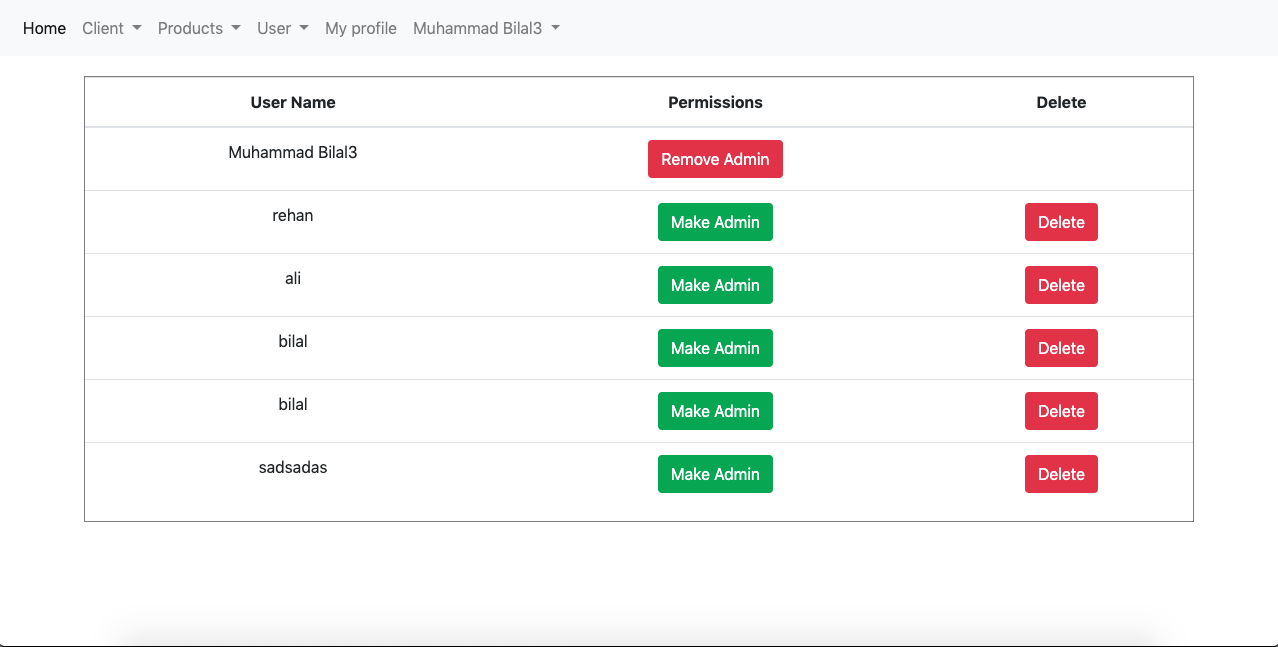 Home Client Products User My profile Muhammad Bilal3
User Name Permissions Delete
Muhammad Bilal3 Remove Admin
rehan Make Admin Delete
ali Make Admin Delete
bilal Make Admin Delete
bilal Make Admin Delete
sadsadas Make Admin Delete